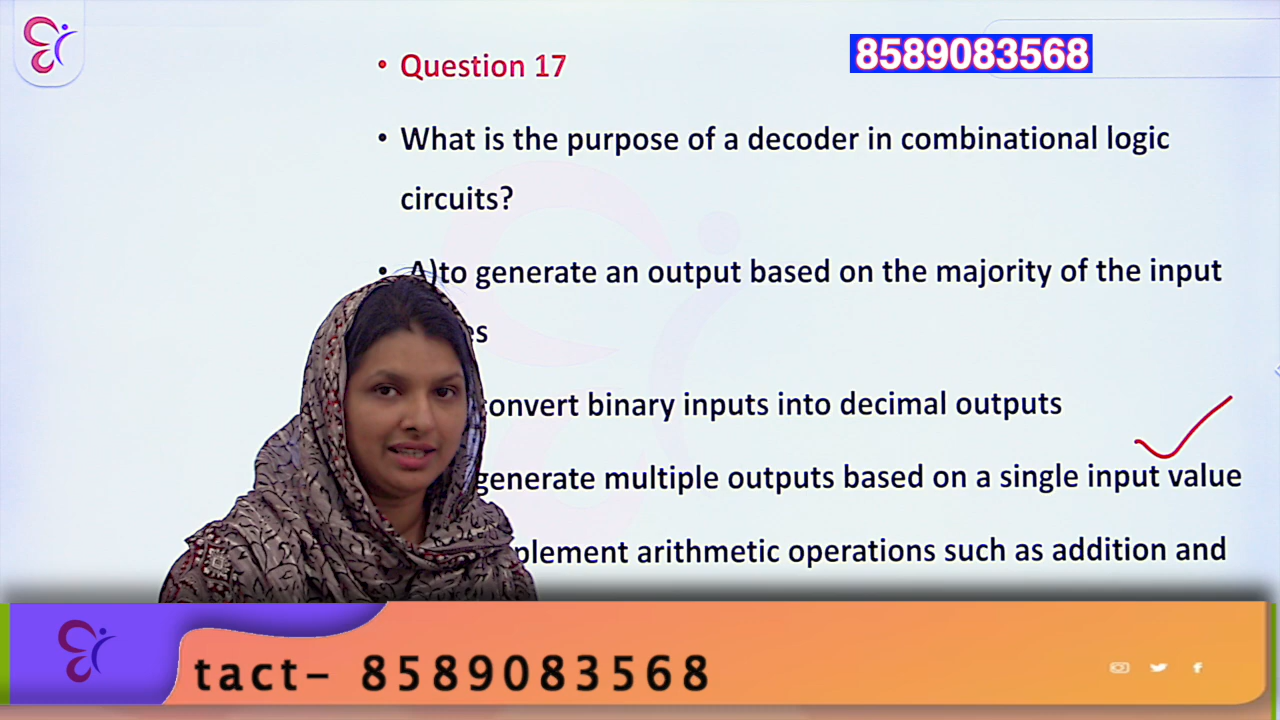 8589083568
• Question 17
• What is the purpose of a decoder in combinational logic
circuits?
• A)to generate an output based on the majority of the input
convert binary inputs into decimal outputs
generate multiple outputs based on a single input value
arithmetic operations such as addition and
tact- 8589083568